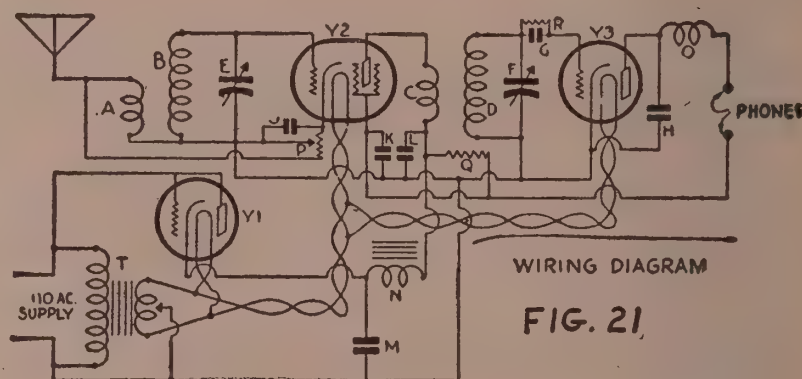 Y2
R
G
Y3
O
B
E
F
A
C
D
J
P
K
L
H
PHONES
Q
Y1
T
N
WIRING DIAGRAM
110 AC.
SUPPLY
FIG. 21
M